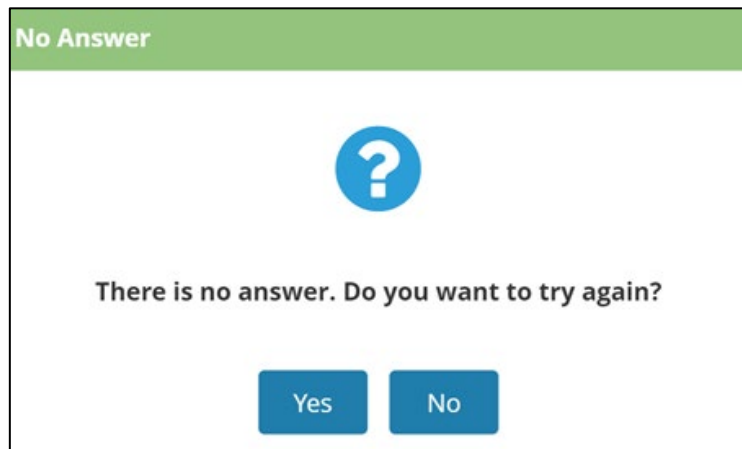 No Answer
There is no answer. Do you want to try again?
Yes No